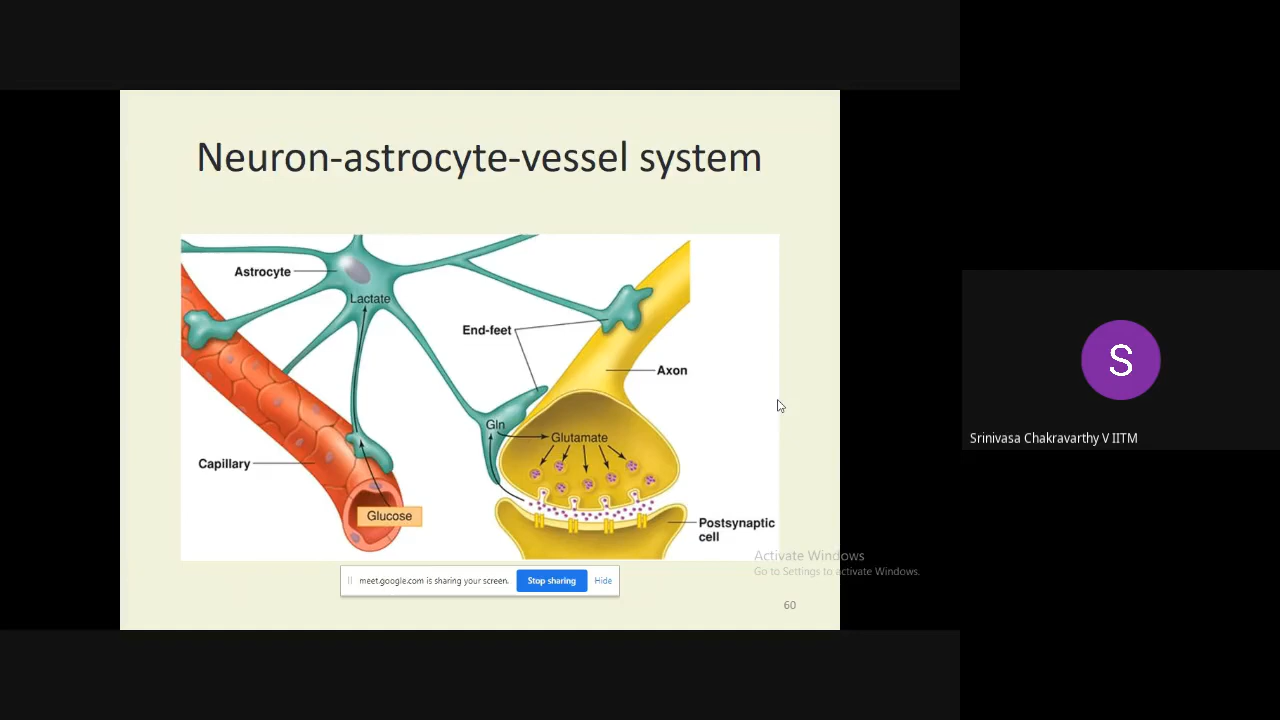 Neuron-astrocyte-vessel system
Astrocyte
Lactate
End-feet
Axon
Gln
Glutamate
Capillary
Glucose
Postsynaptic
cell
Activate Windows
Go to Settings to activate Windows.
meet.google.com is sharing your screen.
Stop sharing
Hide
60
S
Srinivasa Chakravarthy V IITM